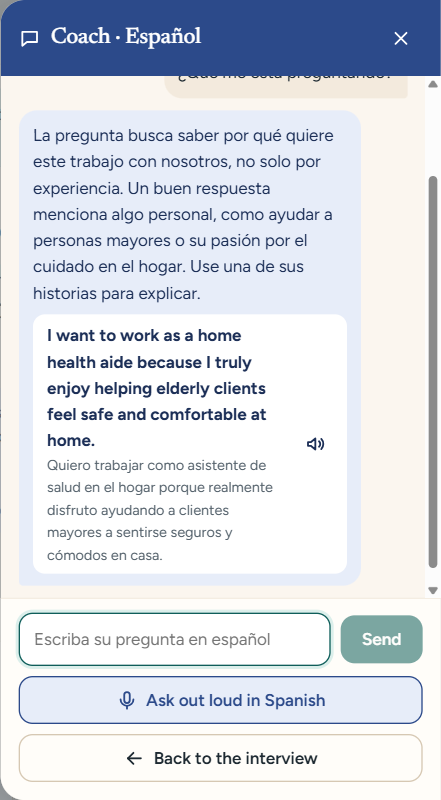 Coach · Español
¿Qué me está preguntando?
La pregunta busca saber por qué quiere
este trabajo con nosotros, no solo por
experiencia. Un buen respuesta
menciona algo personal, como ayudar a
personas mayores o su pasión por el
cuidado en el hogar. Use una de sus
historias para explicar.
I want to work as a home
health aide because I truly
enjoy helping elderly clients
feel safe and comfortable at
home.
Quiero trabajar como asistente de
salud en el hogar porque realmente
disfruto ayudando a clientes
mayores a sentirse seguros y
cómodos en casa.
Escriba su pregunta en español
Send
Ask out loud in Spanish
Back to the interview